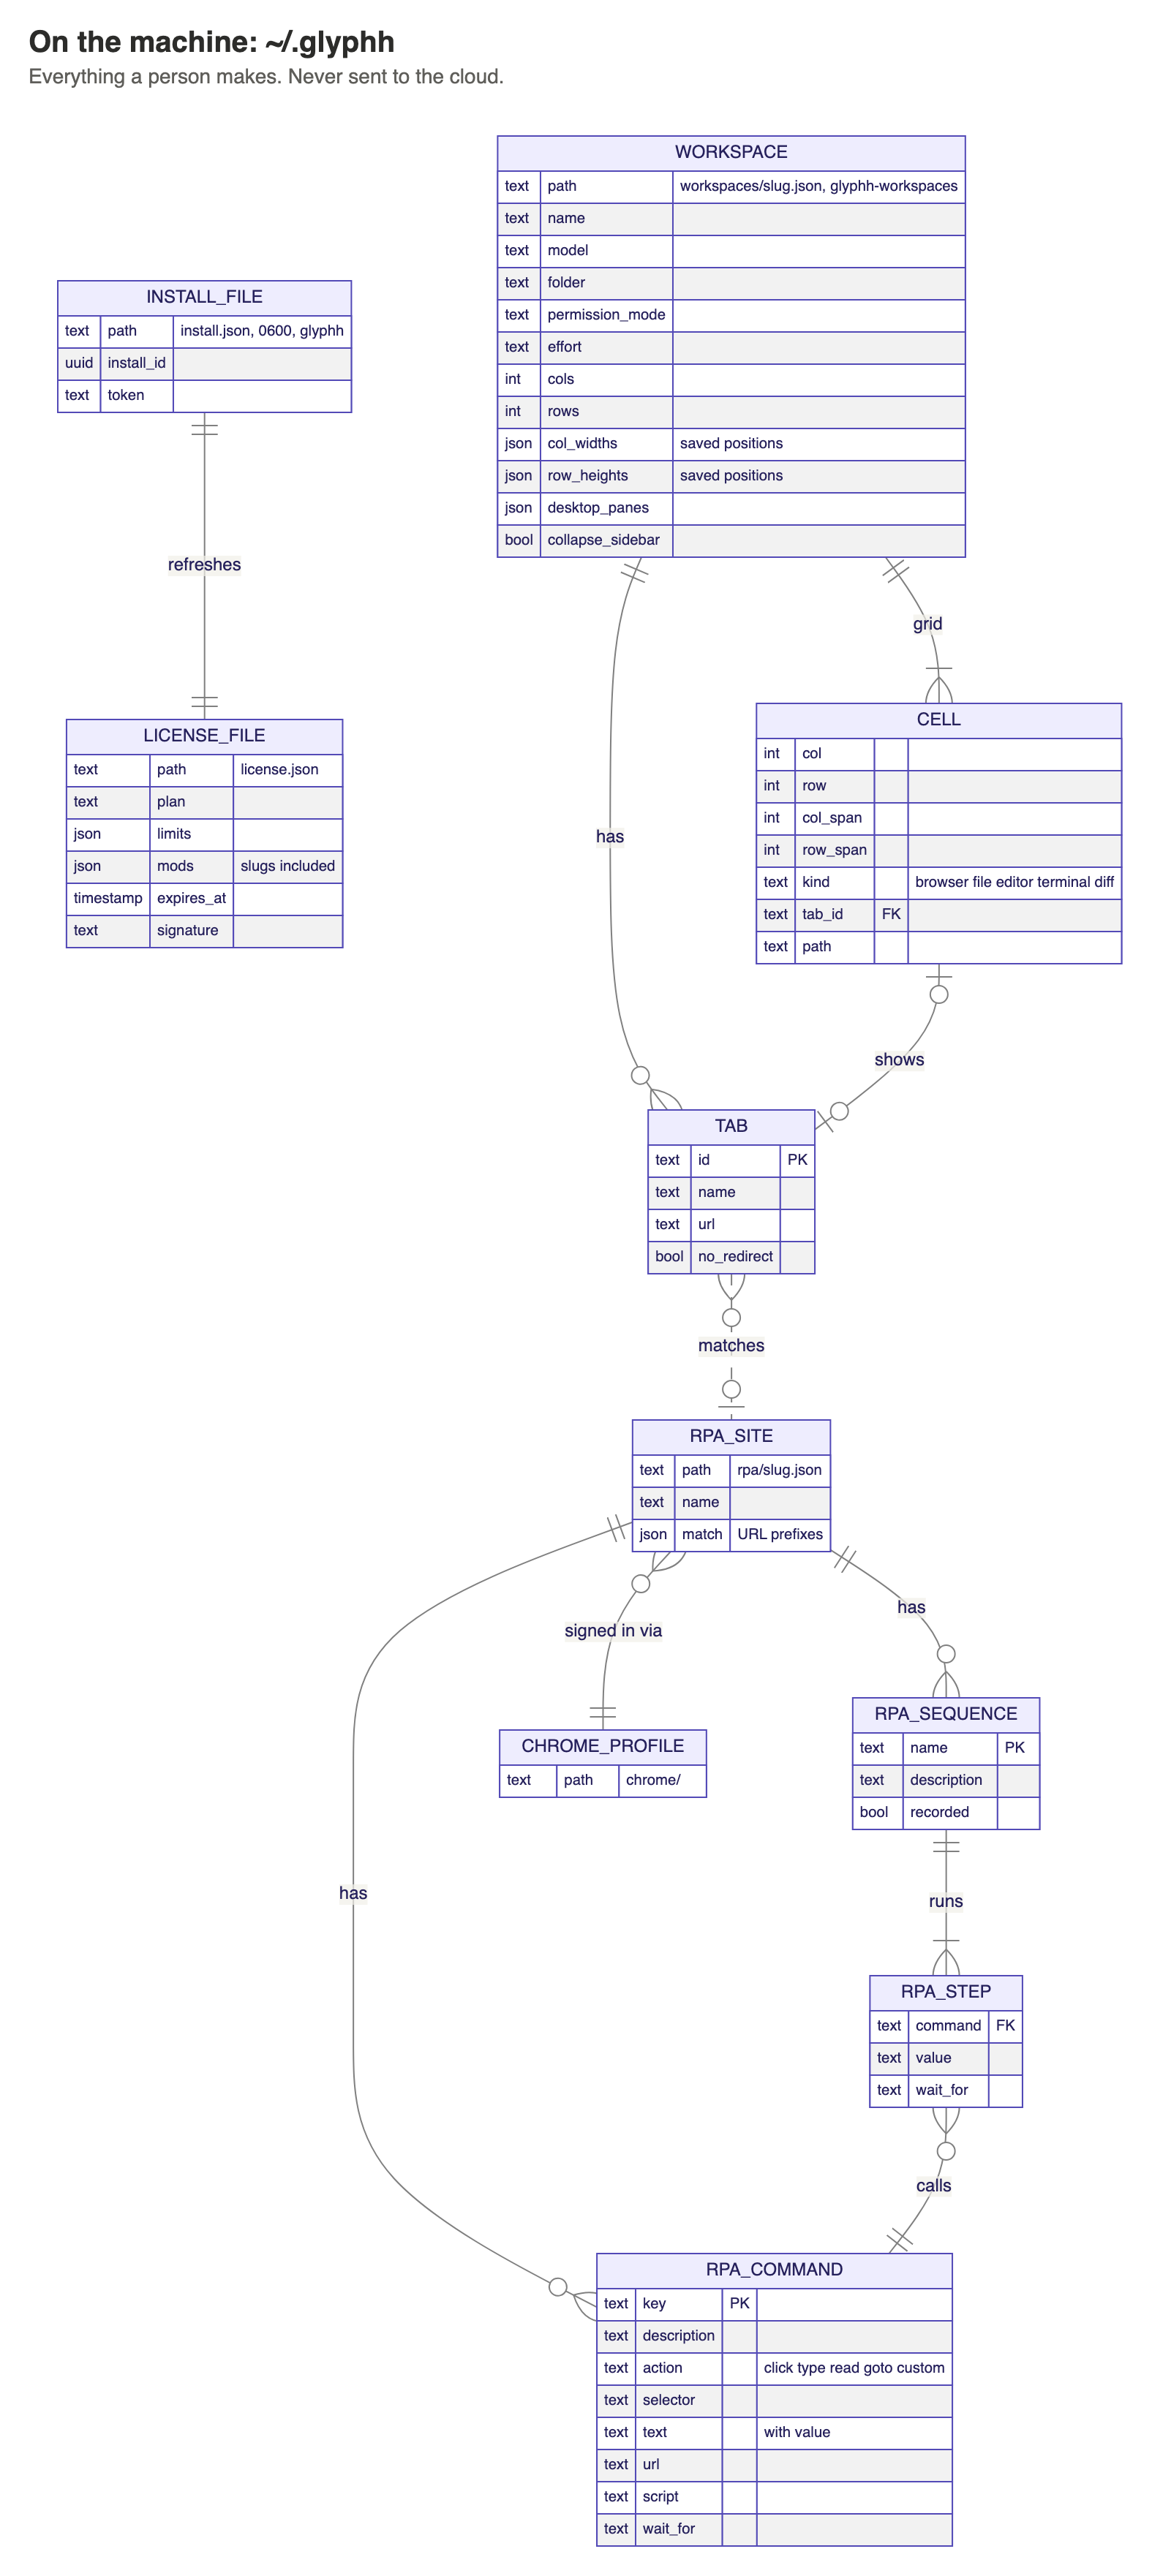 On the machine: ~/.glyphh
Everything a person makes. Never sent to the cloud.
WORKSPACE
text path workspaces/slug.json, glyphh-workspaces
text name
text model
text folder
text permission_mode
text effort
int cols
int rows
json col_widths saved positions
json row_heights saved positions
json desktop_panes
bool collapse_sidebar
INSTALL_FILE
text path install.json, 0600, glyphh
uuid install_id
text token
refreshes
grid
LICENSE_FILE
text path license.json
text plan
json limits
json mods slugs included
timestamp expires_at
text signature
has
CELL
int col
int row
int col_span
int row_span
text kind browser file editor terminal diff
text tab_id FK
text path
shows
TAB
text id PK
text name
text url
bool no_redirect
matches
RPA_SITE
text path rpa/slug.json
text name
json match URL prefixes
has
signed in via
CHROME_PROFILE
text path chrome/
RPA_SEQUENCE
text name PK
text description
bool recorded
has
runs
RPA_STEP
text command FK
text value
text wait_for
calls
RPA_COMMAND
text key PK
text description
text action click type read goto custom
text selector
text text with value
text url
text script
text wait_for